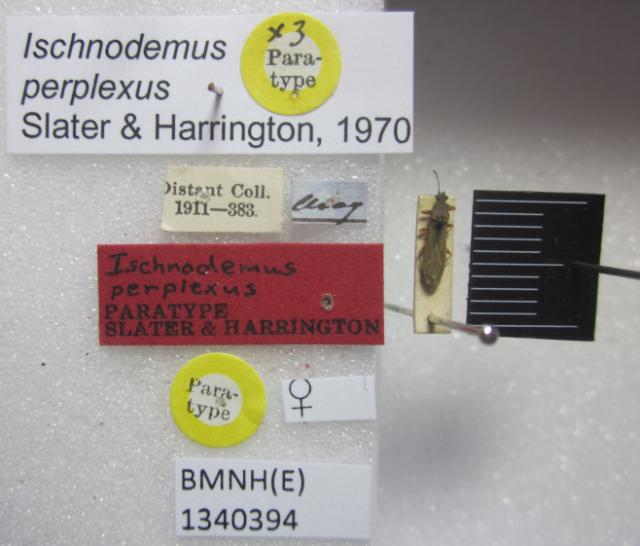 Ischnodemus
perplexus
Slater & Harrington, 1970
x3
Para-
type
Distant Coll.
1911—383.
Ischnodemus
perplexus
PARATYPE
SLATER & HARRINGTON
Para-
type
♀
BMNH(E)
1340394